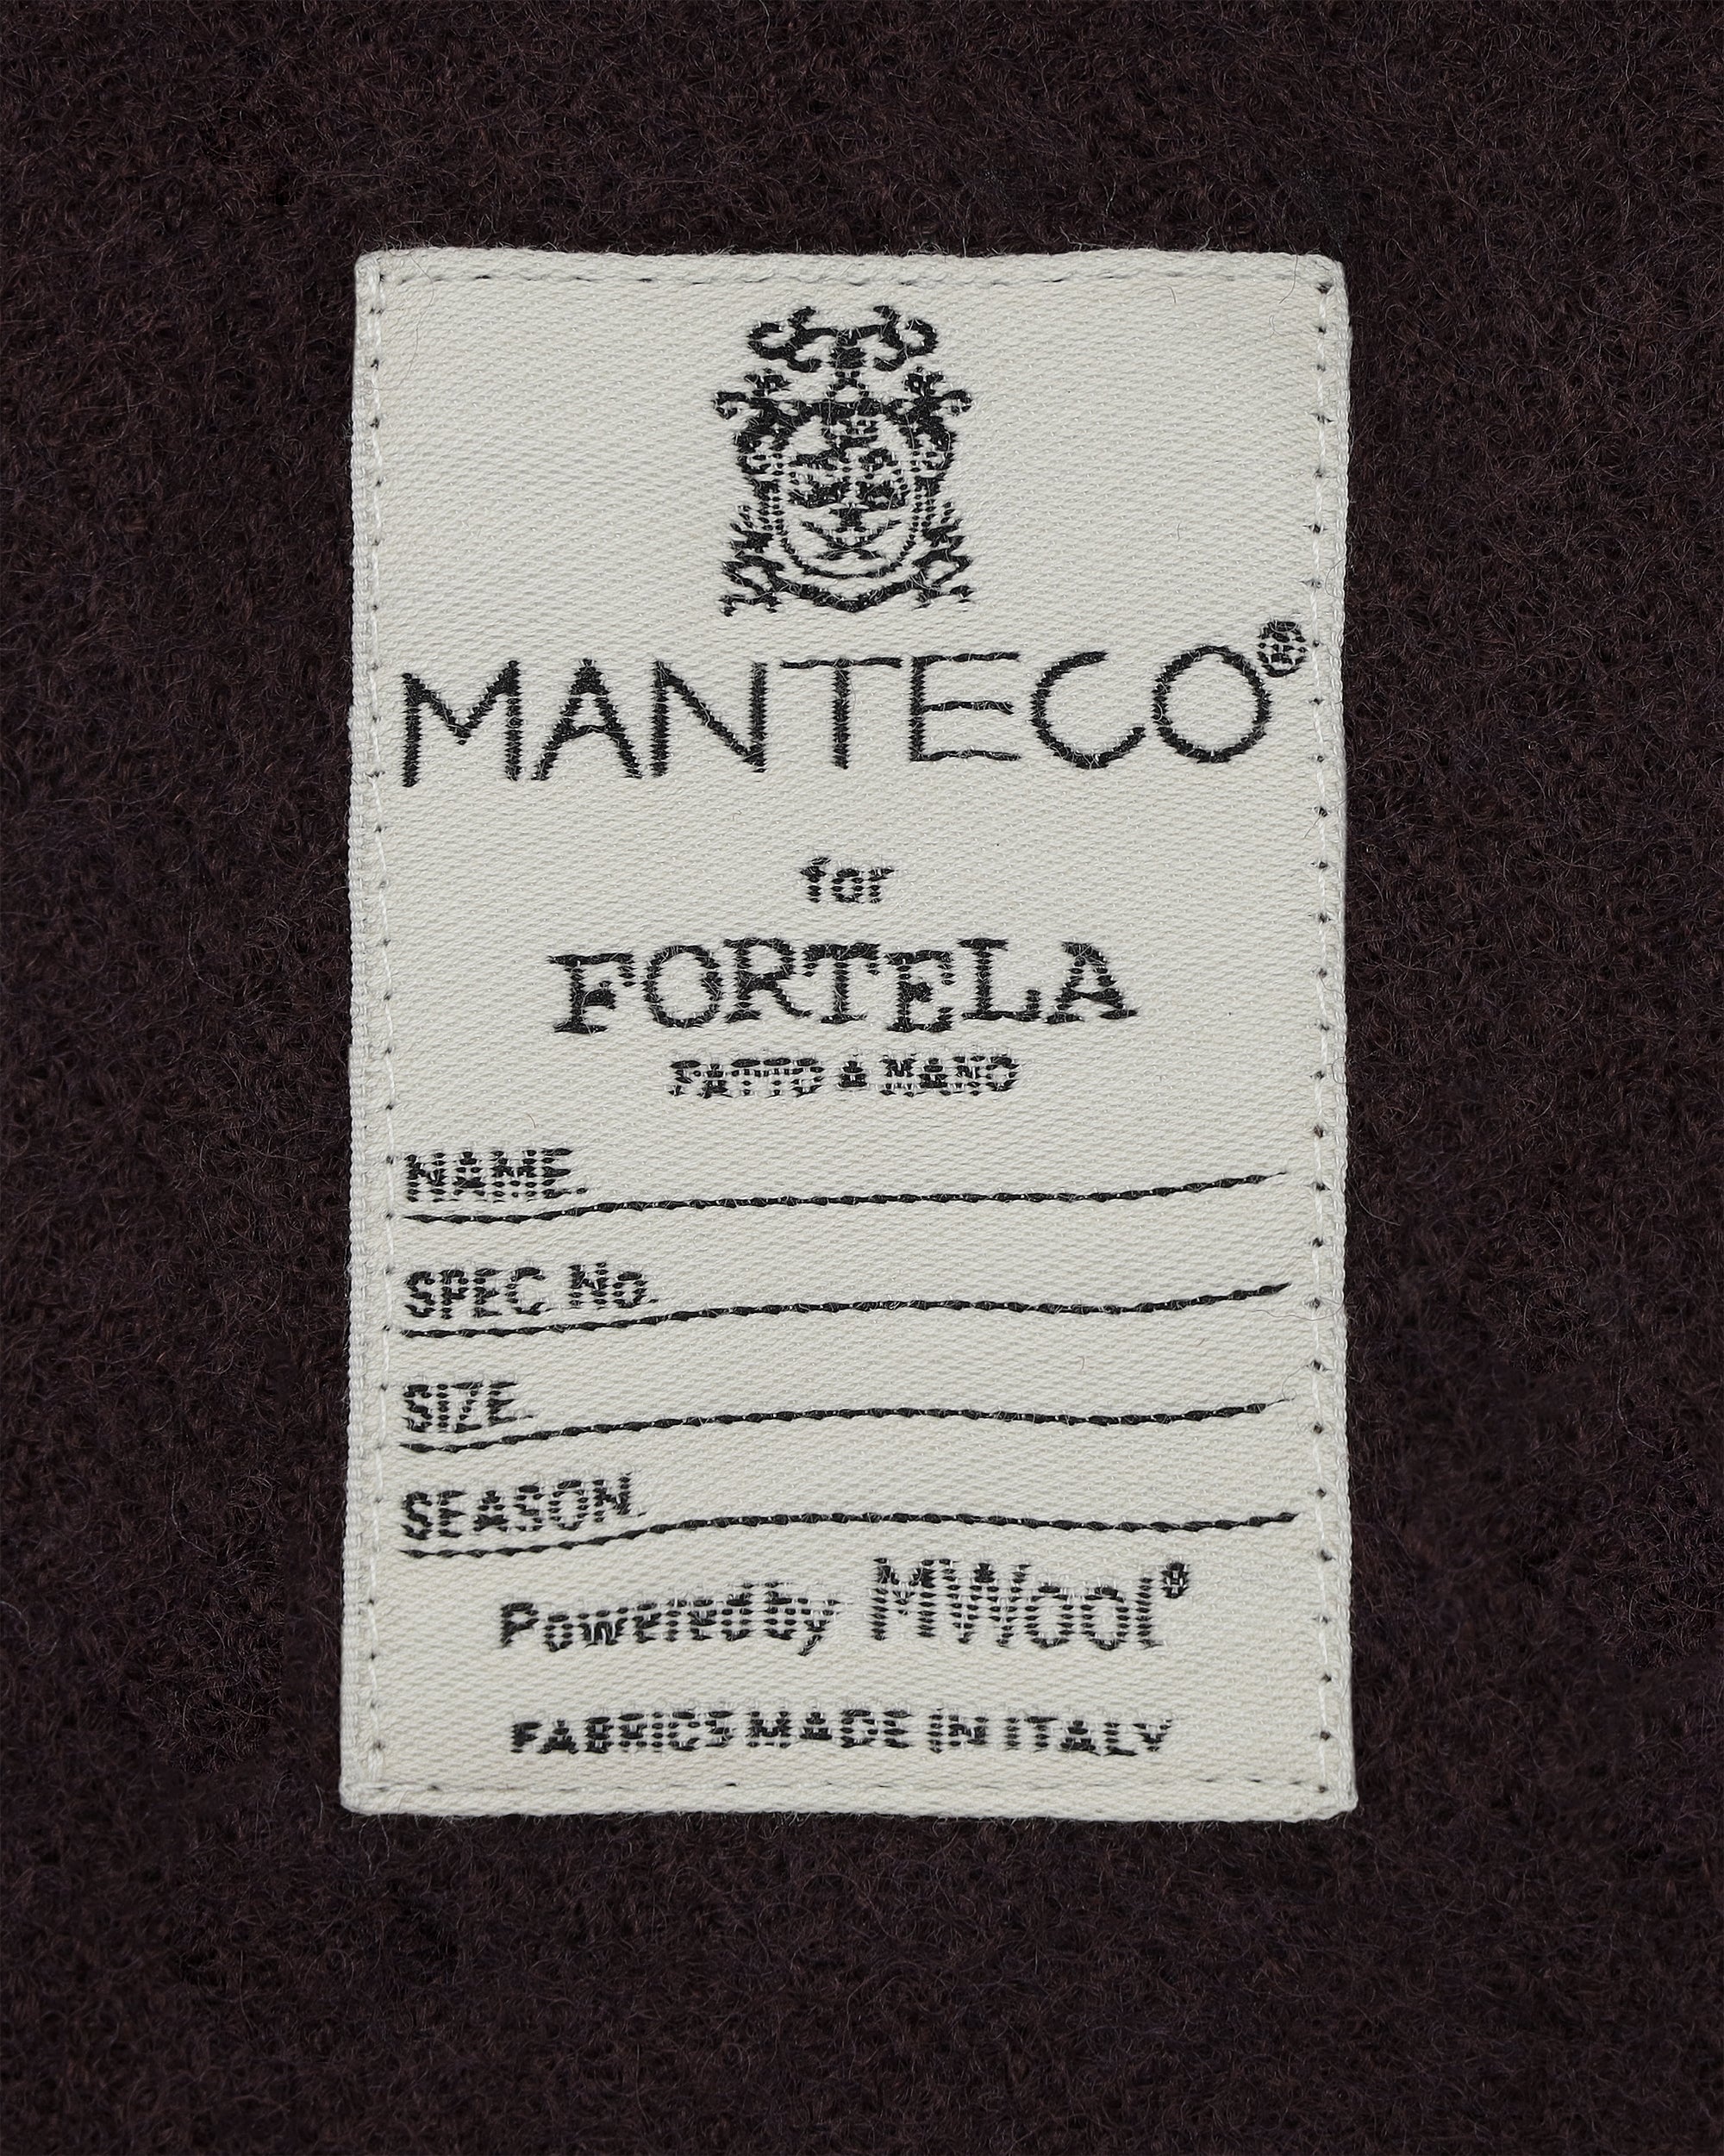 MANTECO®
for
FORTELA
FATTO A MANO
NAME.
SPEC. No.
SIZE.
SEASON.
Powered by MWool®
FABRICS MADE IN ITALY